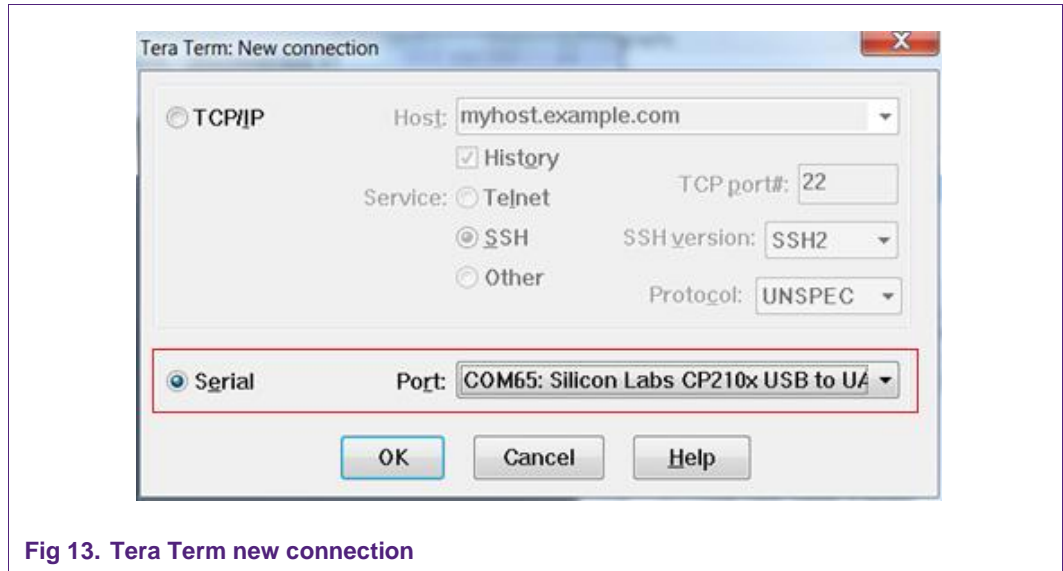 Tera Term: New connection
TCP/IP
Host: myhost.example.com
History
Service: Telnet
TCP port#: 22
SSH
SSH version: SSH2
Other
Protocol: UNSPEC
Serial
Port: COM65: Silicon Labs CP210x USB to UA
OK Cancel Help
Fig 13. Tera Term new connection